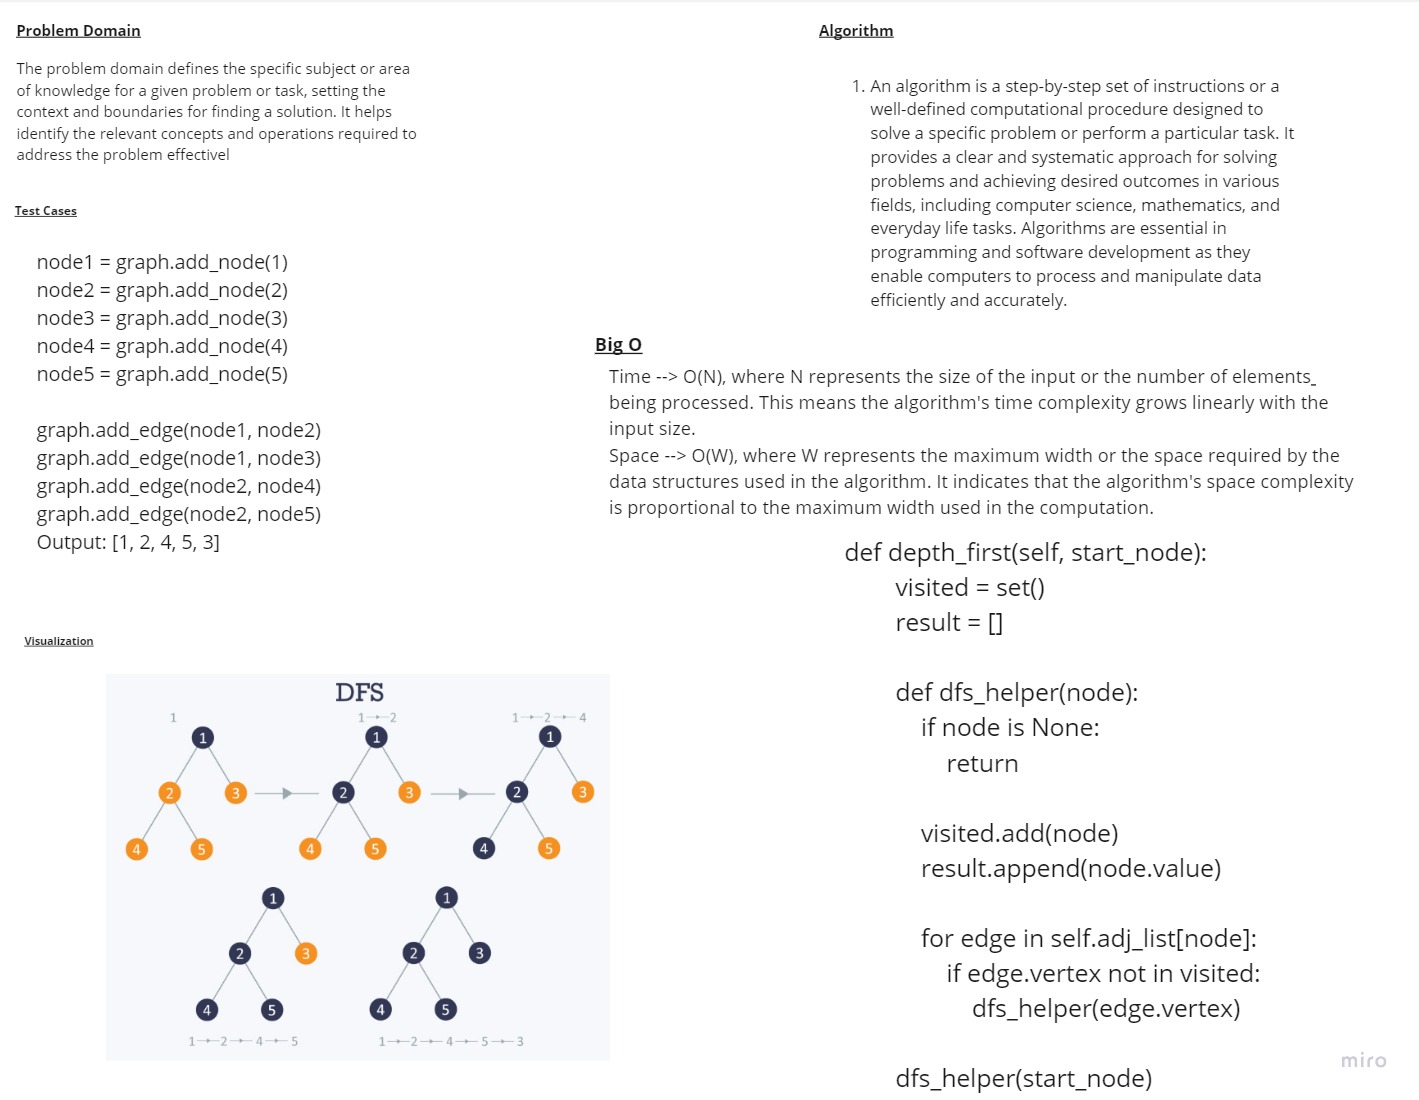 Problem Domain
The problem domain defines the specific subject or area
of knowledge for a given problem or task, setting the
context and boundaries for finding a solution. It helps
identify the relevant concepts and operations required to
address the problem effectivel
Test Cases
node1 = graph.add_node(1)
node2 = graph.add_node(2)
node3 = graph.add_node(3)
node4 = graph.add_node(4)
node5 = graph.add_node(5)
graph.add_edge(node1, node2)
graph.add_edge(node1, node3)
graph.add_edge(node2, node4)
graph.add_edge(node2, node5)
Output: [1, 2, 4, 5, 3]
Algorithm
1. An algorithm is a step-by-step set of instructions or a
well-defined computational procedure designed to
solve a specific problem or perform a particular task. It
provides a clear and systematic approach for solving
problems and achieving desired outcomes in various
fields, including computer science, mathematics, and
everyday life tasks. Algorithms are essential in
programming and software development as they
enable computers to process and manipulate data
efficiently and accurately.
Big O
Time --> O(N), where N represents the size of the input or the number of elements_
being processed. This means the algorithm's time complexity grows linearly with the
input size.
Space --> O(W), where W represents the maximum width or the space required by the
data structures used in the algorithm. It indicates that the algorithm's space complexity
is proportional to the maximum width used in the computation.
Visualization
DFS
1
1 2
1 2 4
1
1
1
2 3
2 3
2 3
4 5
4 5
4 5
1
1
2 3
2 3
4 5
4 5
1 2 4 5
1 2 4 5 3
def depth_first(self, start_node):
visited = set()
result = []
def dfs_helper(node):
if node is None:
return
visited.add(node)
result.append(node.value)
for edge in self.adj_list[node]:
if edge.vertex not in visited:
dfs_helper(edge.vertex)
dfs_helper(start_node)
miro